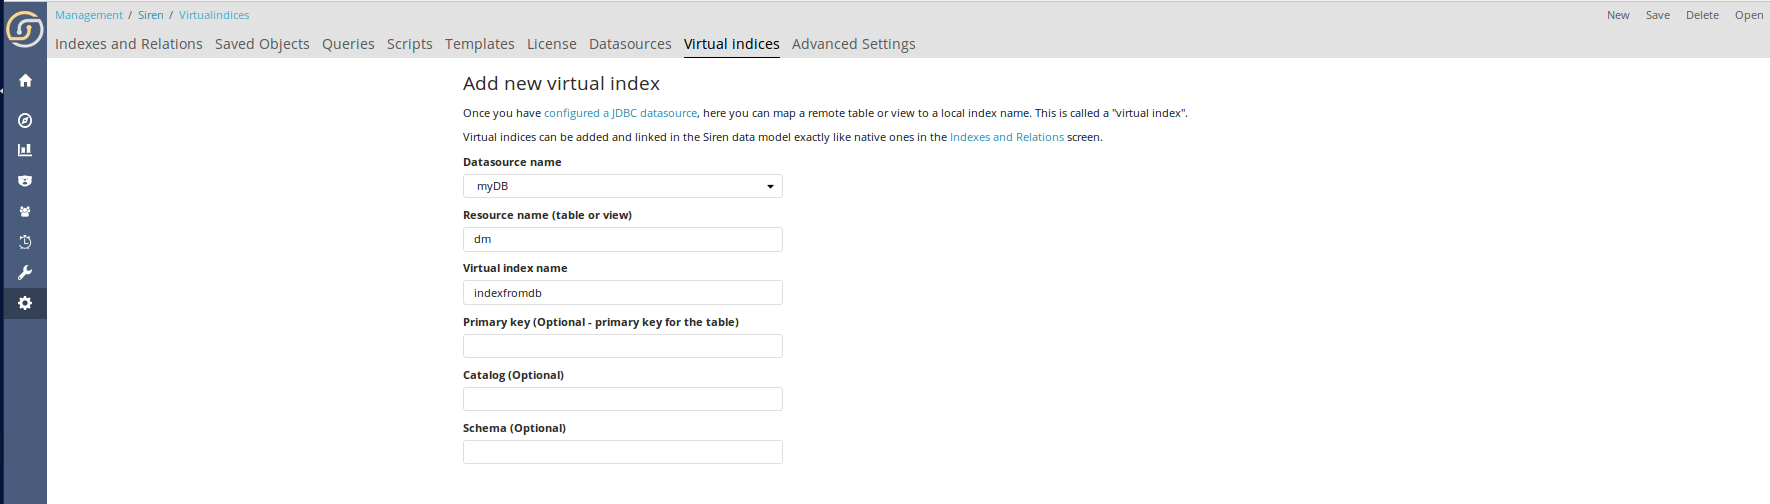 Management / Siren / Virtualindices
New Save Delete Open
Indexes and Relations Saved Objects Queries Scripts Templates License Datasources Virtual indices Advanced Settings
Add new virtual index
Once you have configured a JDBC datasource, here you can map a remote table or view to a local index name. This is called a "virtual index".
Virtual indices can be added and linked in the Siren data model exactly like native ones in the Indexes and Relations screen.
Datasource name
myDB
Resource name (table or view)
dm
Virtual index name
indexfromdb
Primary key (Optional - primary key for the table)
Catalog (Optional)
Schema (Optional)